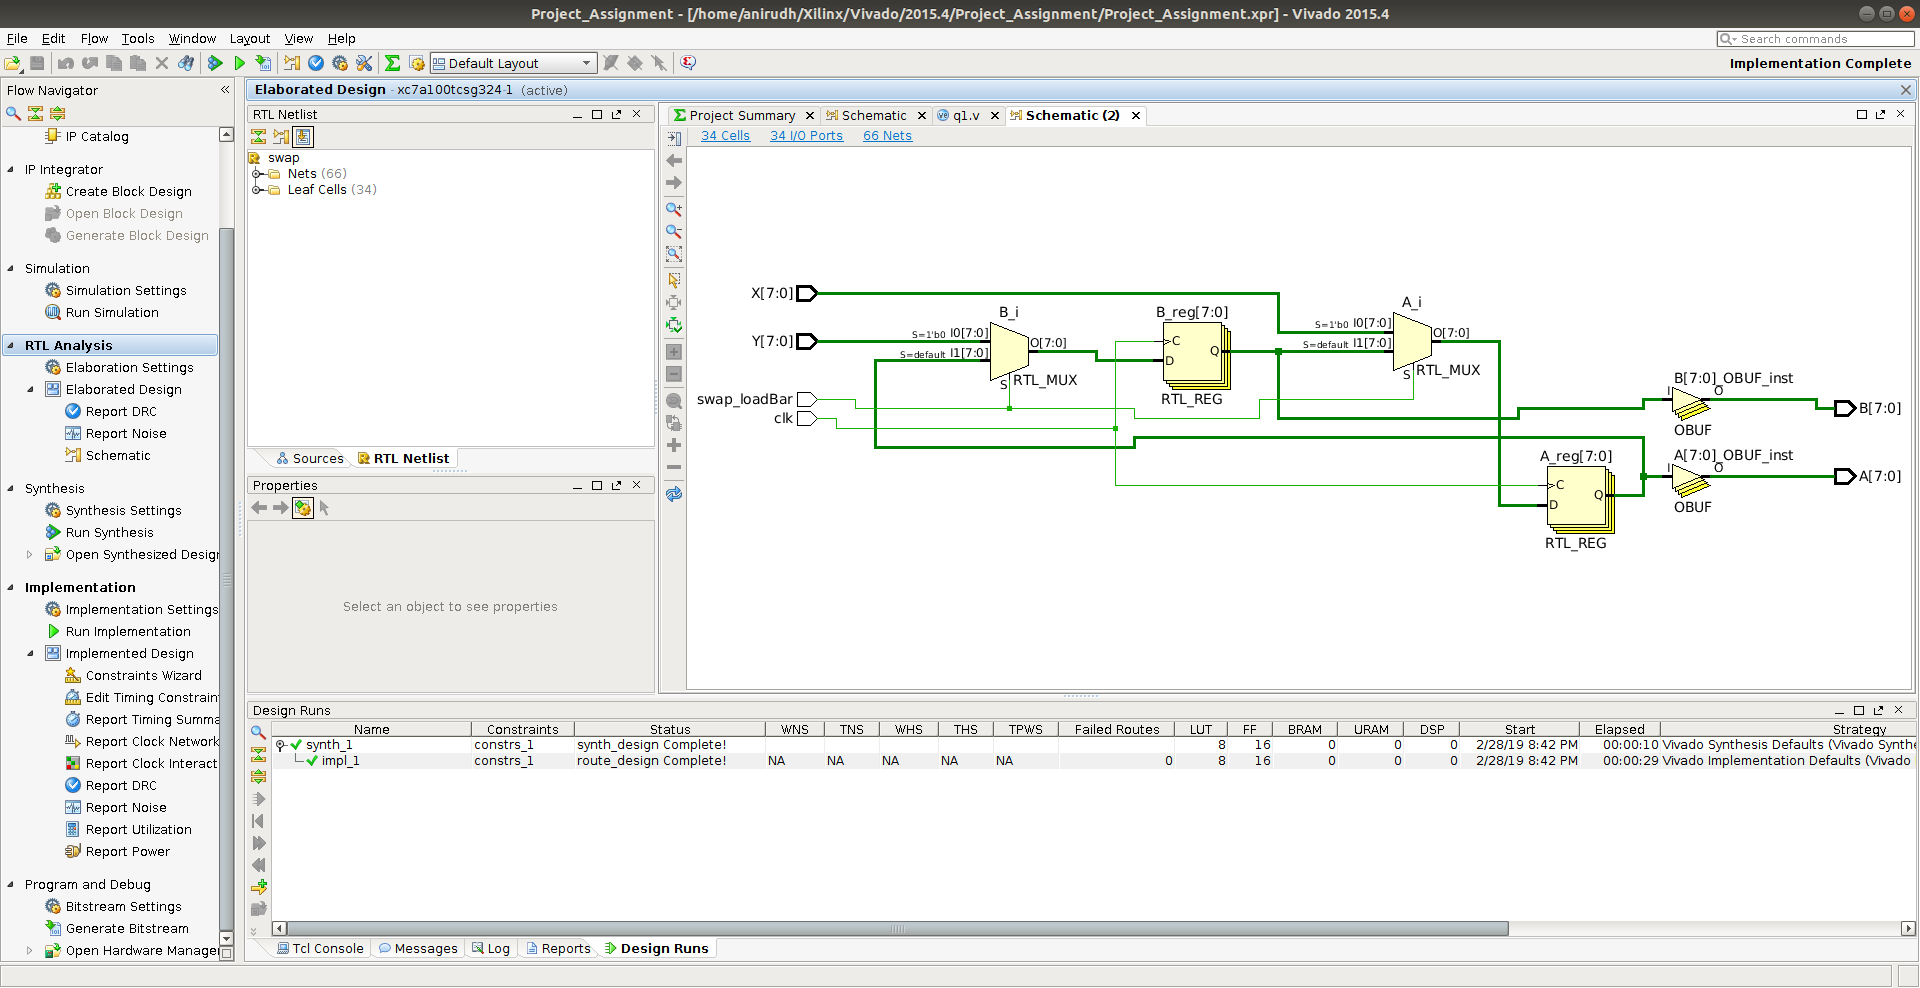 Project_Assignment - [/home/anirudh/Xilinx/Vivado/2015.4/Project_Assignment/Project_Assignment.xpr] - Vivado 2015.4
File Edit Flow Tools Window Layout View Help
Search commands
Default Layout
Implementation Complete
Flow Navigator
IP Catalog
IP Integrator
Create Block Design
Open Block Design
Generate Block Design
Simulation
Simulation Settings
Run Simulation
RTL Analysis
Elaboration Settings
Elaborated Design
Report DRC
Report Noise
Schematic
Synthesis
Synthesis Settings
Run Synthesis
Open Synthesized Design
Implementation
Implementation Settings
Run Implementation
Implemented Design
Constraints Wizard
Edit Timing Constrain
Report Timing Summa
Report Clock Network
Report Clock Interact
Report DRC
Report Noise
Report Utilization
Report Power
Program and Debug
Bitstream Settings
Generate Bitstream
Open Hardware Manager
Elaborated Design - xc7a100tcsg324-1 (active)
RTL Netlist
swap
Nets (66)
Leaf Cells (34)
Sources RTL Netlist
Properties
Select an object to see properties
Project Summary Schematic q1.v Schematic (2)
34 Cells 34 I/O Ports 66 Nets
X[7:0]
Y[7:0]
swap_loadBar
clk
B_i
S=1'b0 I0[7:0]
S=default I1[7:0]
O[7:0]
S
RTL_MUX
B_reg[7:0]
C
D
Q
RTL_REG
A_i
S=1'b0 I0[7:0]
S=default I1[7:0]
O[7:0]
S
RTL_MUX
A_reg[7:0]
C
D
Q
RTL_REG
B[7:0]_OBUF_inst
I O
OBUF
B[7:0]
A[7:0]_OBUF_inst
I O
OBUF
A[7:0]
Design Runs
Name Constraints Status WNS TNS WHS THS TPWS Failed Routes LUT FF BRAM URAM DSP Start Elapsed Strategy
synth_1 constrs_1 synth_design Complete! 8 16 0 0 0 2/28/19 8:42 PM 00:00:10 Vivado Synthesis Defaults (Vivado Synthe
impl_1 constrs_1 route_design Complete! NA NA NA NA NA 0 8 16 0 0 0 2/28/19 8:42 PM 00:00:29 Vivado Implementation Defaults (Vivado
Tcl Console Messages Log Reports Design Runs